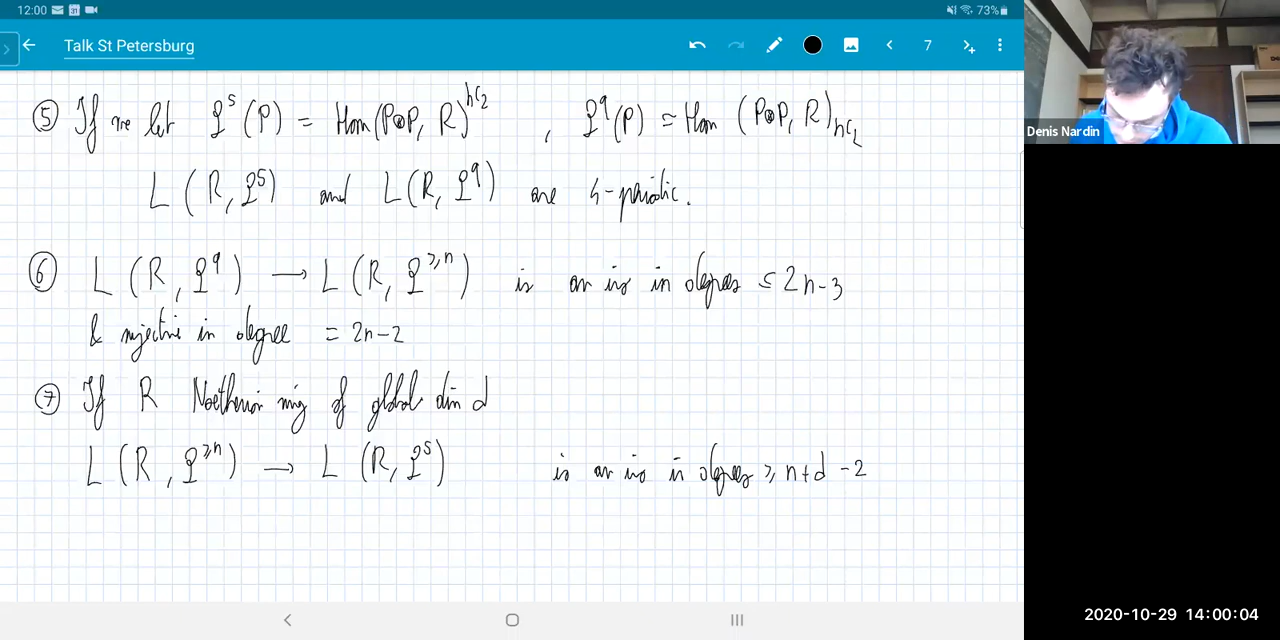 12:00
73%
Talk St Petersburg
7
⑤ If we let Ϙ^s(P) = Hom(P⊗P, R)^{hC₂} , Ϙ^q(P) = Hom(P⊗P, R)_{hC₂}
L(R, Ϙ^s) and L(R, Ϙ^q) are 4-periodic.
⑥ L(R, Ϙ^q) → L(R, Ϙ^{≥n}) is an iso in degrees ≤ 2n-3
& surjective in degree = 2n-2
⑦ If R Noetherian ring of global dim d
L(R, Ϙ^{≥n}) → L(R, Ϙ^s) is an iso in degrees ≥ n+d-2
Denis Nardin
2020-10-29 14:00:04